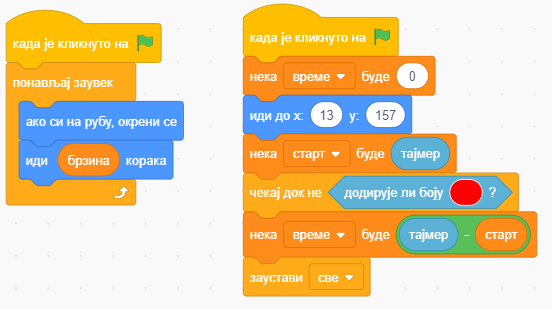 када је кликнуто на
понављај заувек
ако си на рубу, окрени се
иди брзина корака
када је кликнуто на
нека време буде 0
иди до x: 13 y: 157
нека старт буде тајмер
чекај док не додирује ли боју ?
нека време буде тајмер - старт
заустави све